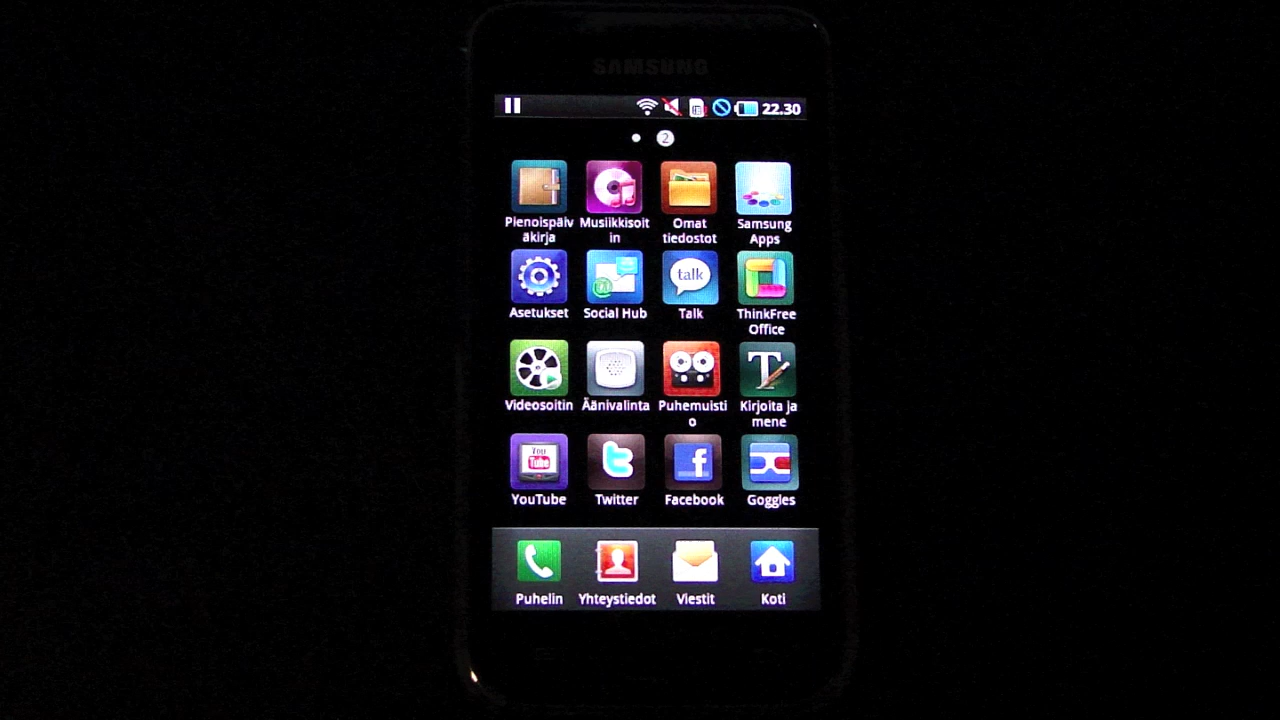 SAMSUNG
22.30
2
Pienoispäiv
äkirja
Musiikkisoit
in
Omat
tiedostot
Samsung
Apps
Asetukset
Social Hub
talk
Talk
ThinkFree
Office
Videosoitin
Äänivalinta
Puhemuisti
o
T
Kirjoita ja
mene
You
Tube
YouTube
t
Twitter
f
Facebook
Goggles
Puhelin
Yhteystiedot
Viestit
Koti